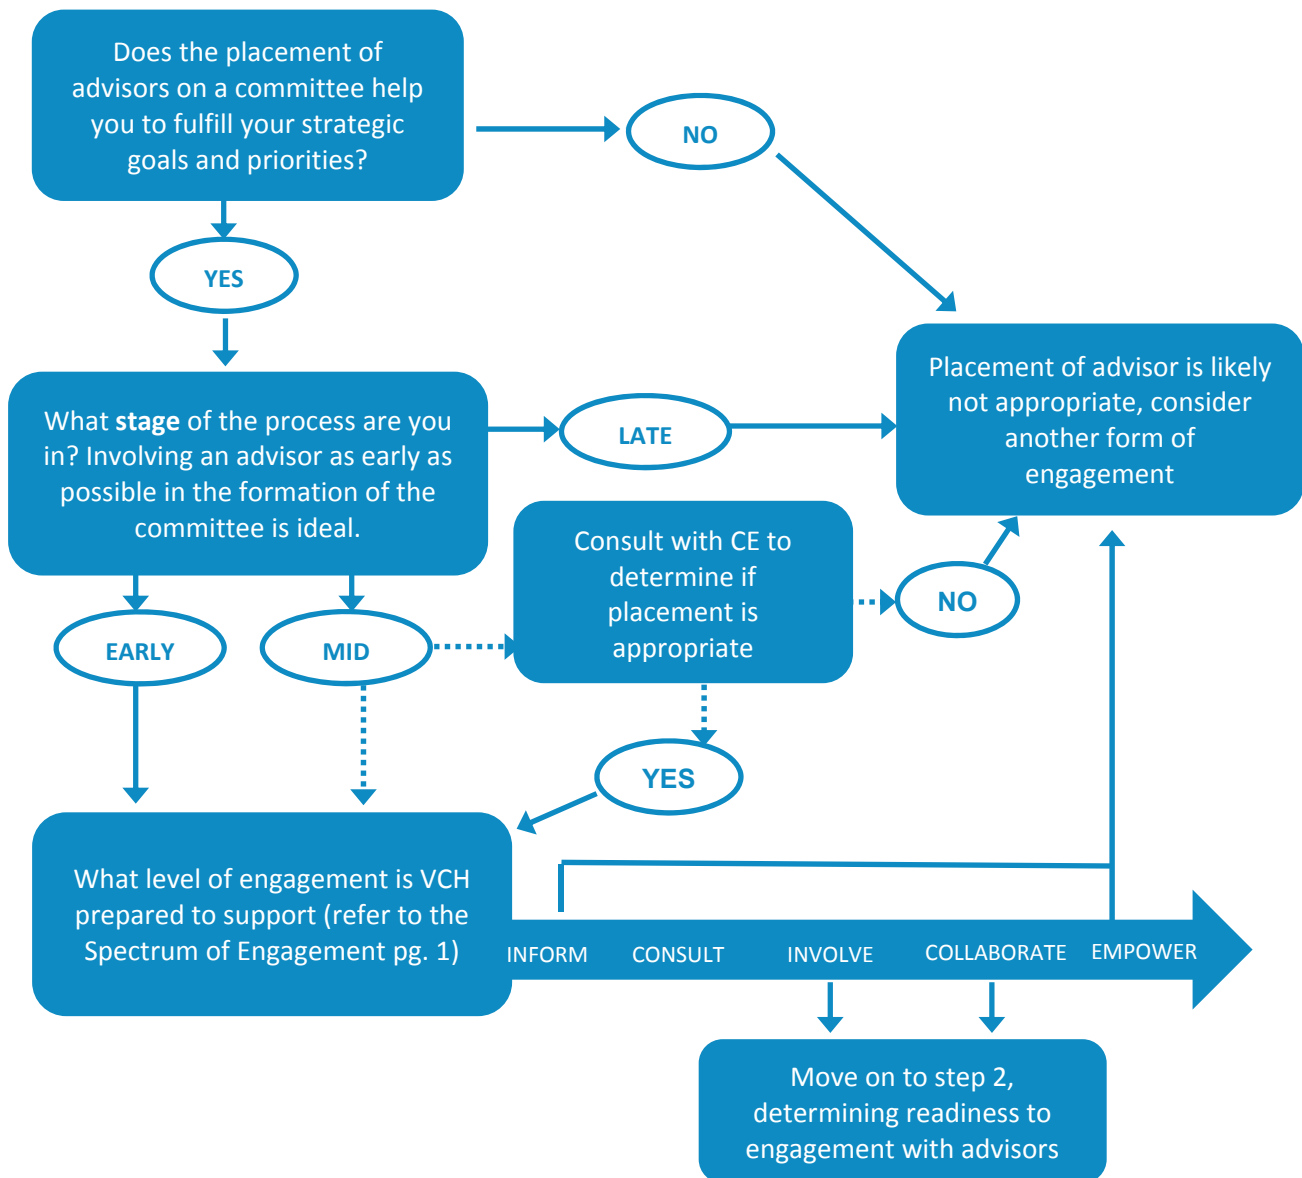 Does the placement of
advisors on a committee help
you to fulfill your strategic
goals and priorities?
NO
YES
What stage of the process are you
in? Involving an advisor as early as
possible in the formation of the
committee is ideal.
LATE
Placement of advisor is likely
not appropriate, consider
another form of
engagement
Consult with CE to
determine if
placement is
appropriate
NO
EARLY
MID
YES
What level of engagement is VCH
prepared to support (refer to the
Spectrum of Engagement pg. 1)
INFORM
CONSULT
INVOLVE
COLLABORATE
EMPOWER
Move on to step 2,
determining readiness to
engagement with advisors